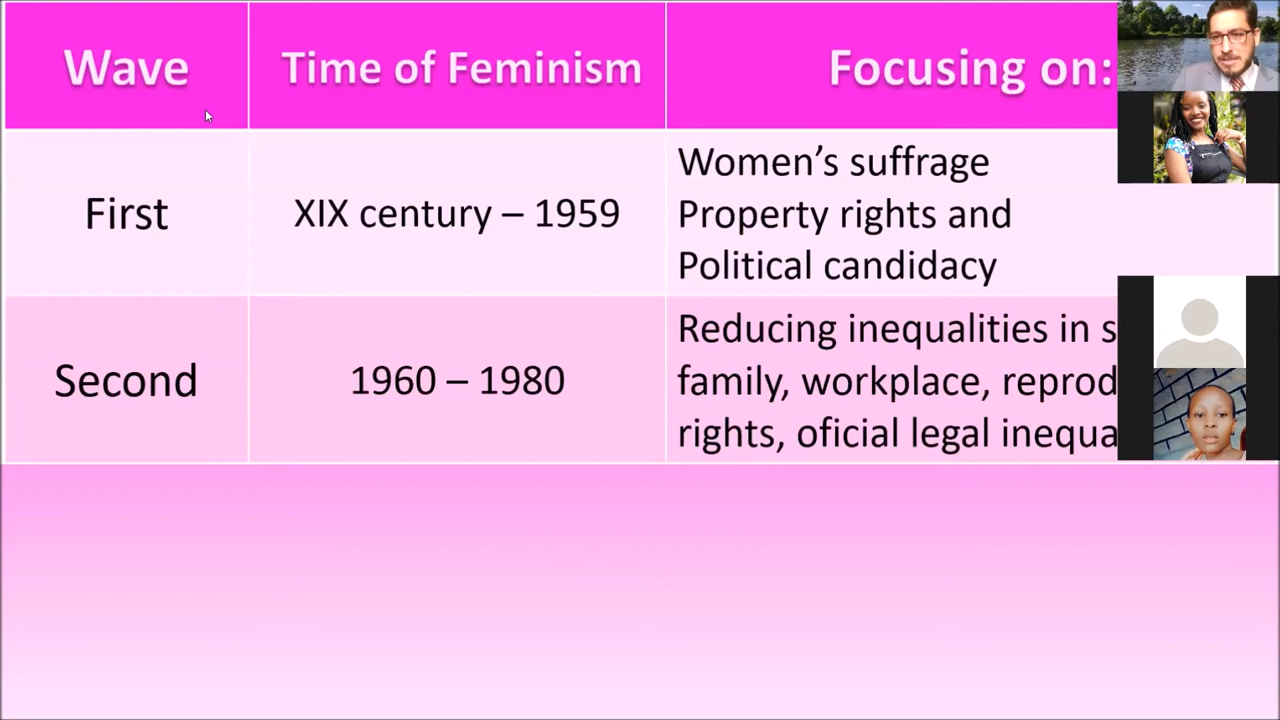 Wave
Time of Feminism
Focusing on:
First
XIX century – 1959
Women’s suffrage
Property rights and
Political candidacy
Second
1960 – 1980
Reducing inequalities in
family, workplace,
rights, oficial legal